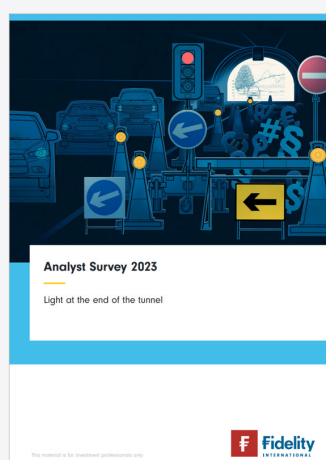 Analyst Survey 2023
Light at the end of the tunnel
This material is for investment professionals only
Fidelity
INTERNATIONAL